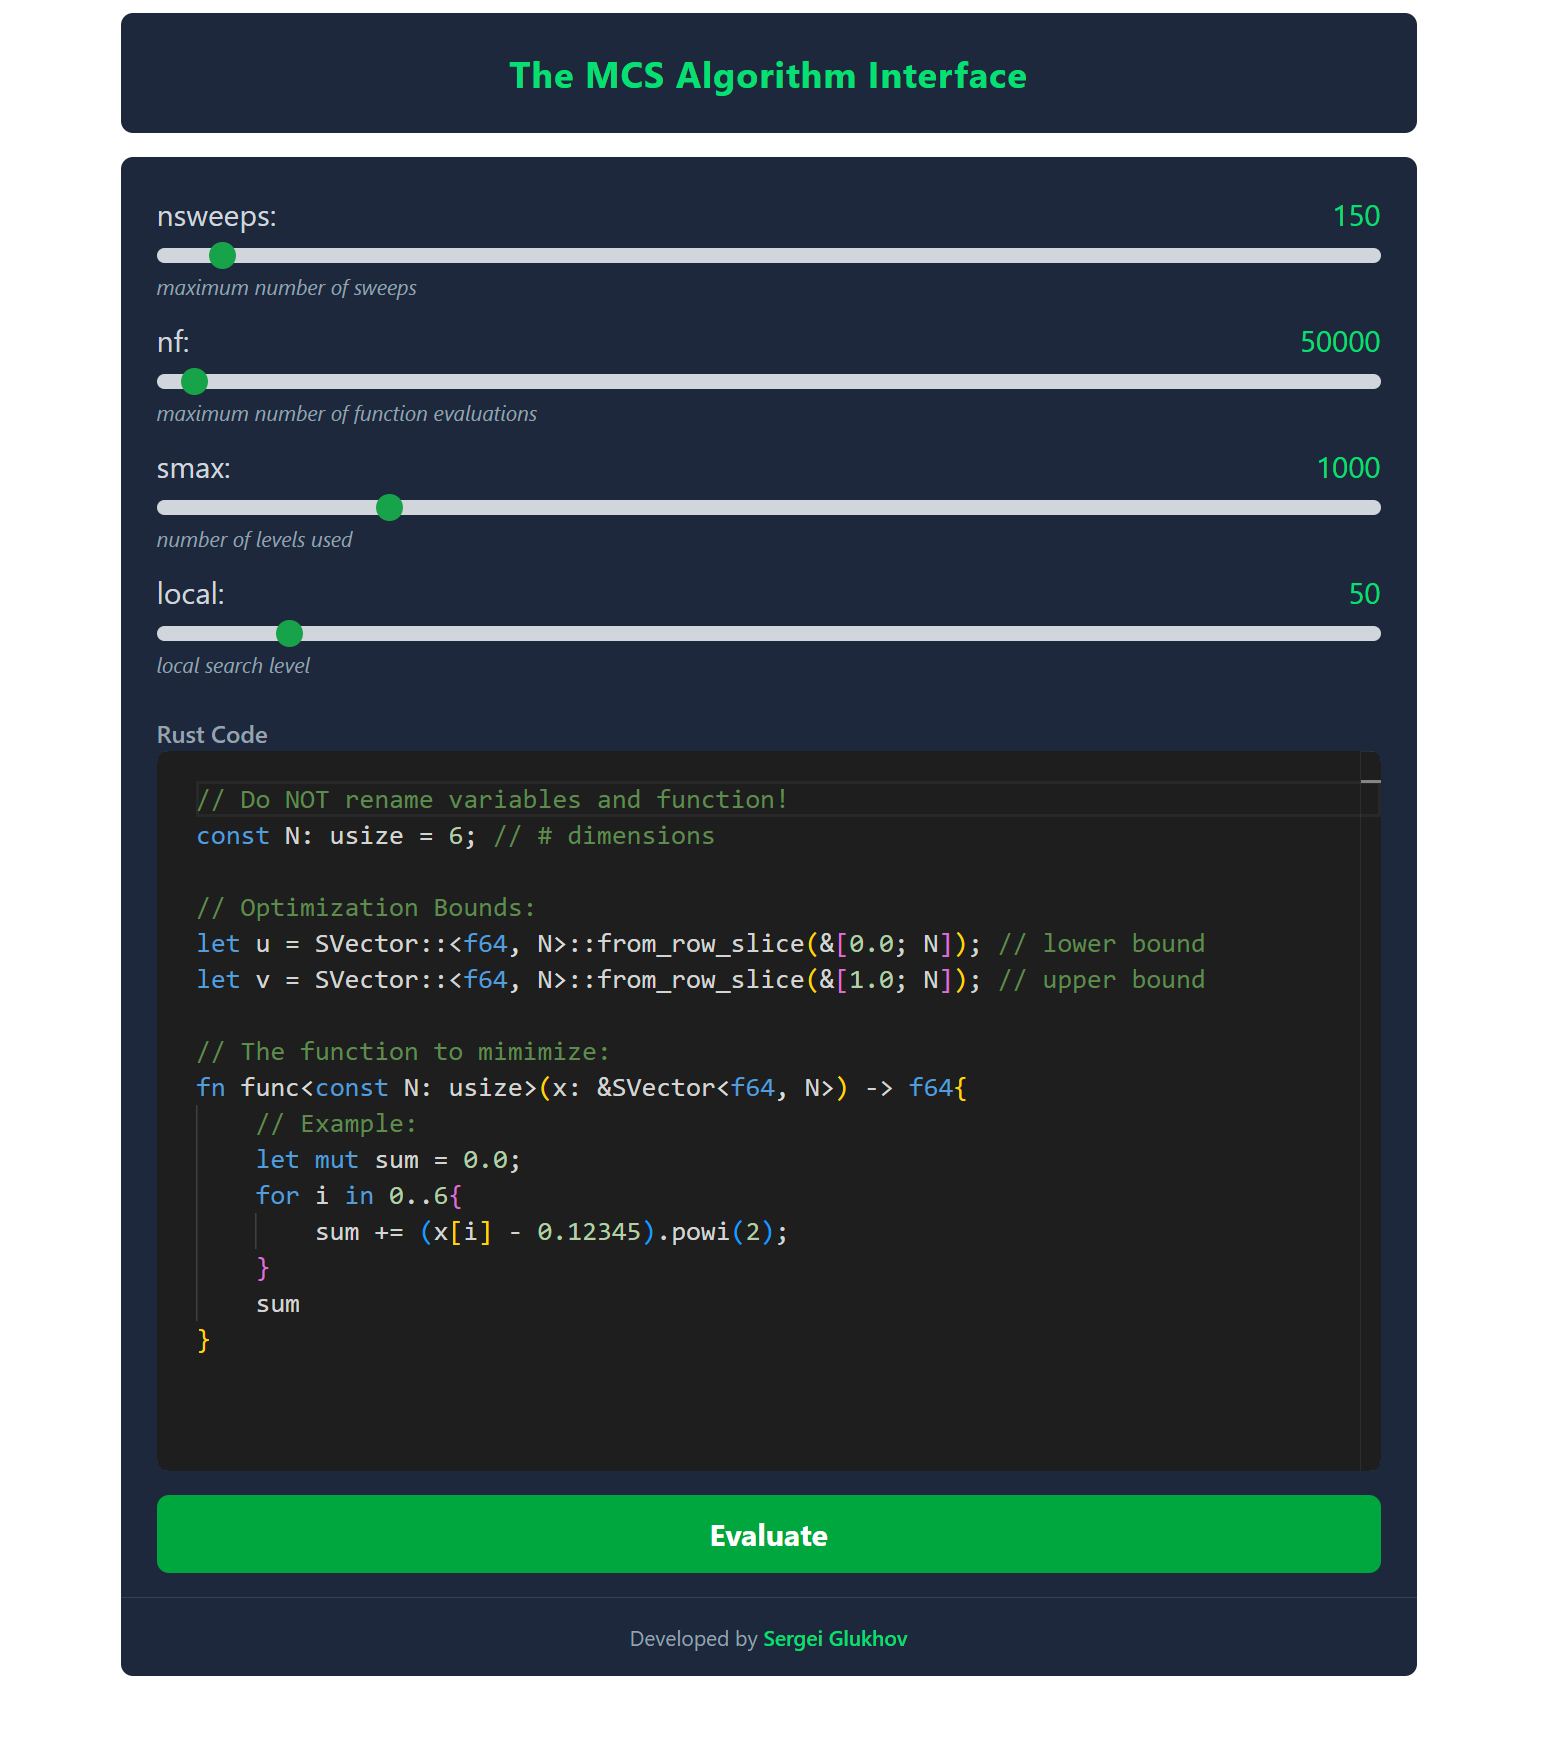 The MCS Algorithm Interface
nsweeps: 150
maximum number of sweeps
nf: 50000
maximum number of function evaluations
smax: 1000
number of levels used
local: 50
local search level
Rust Code
// Do NOT rename variables and function!
const N: usize = 6; // # dimensions
// Optimization Bounds:
let u = SVector::<f64, N>::from_row_slice(&[0.0; N]); // lower bound
let v = SVector::<f64, N>::from_row_slice(&[1.0; N]); // upper bound
// The function to mimimize:
fn func<const N: usize>(x: &SVector<f64, N>) -> f64{
    // Example:
    let mut sum = 0.0;
    for i in 0..6{
        sum += (x[i] - 0.12345).powi(2);
    }
    sum
}
Evaluate
Developed by Sergei Glukhov